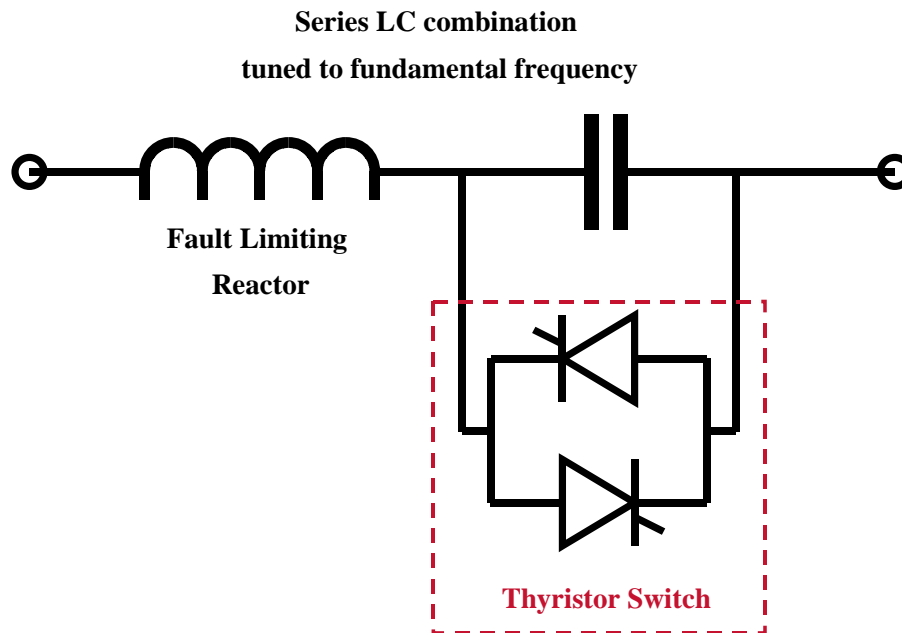 Series LC combination
tuned to fundamental frequency
Fault Limiting
Reactor
Thyristor Switch